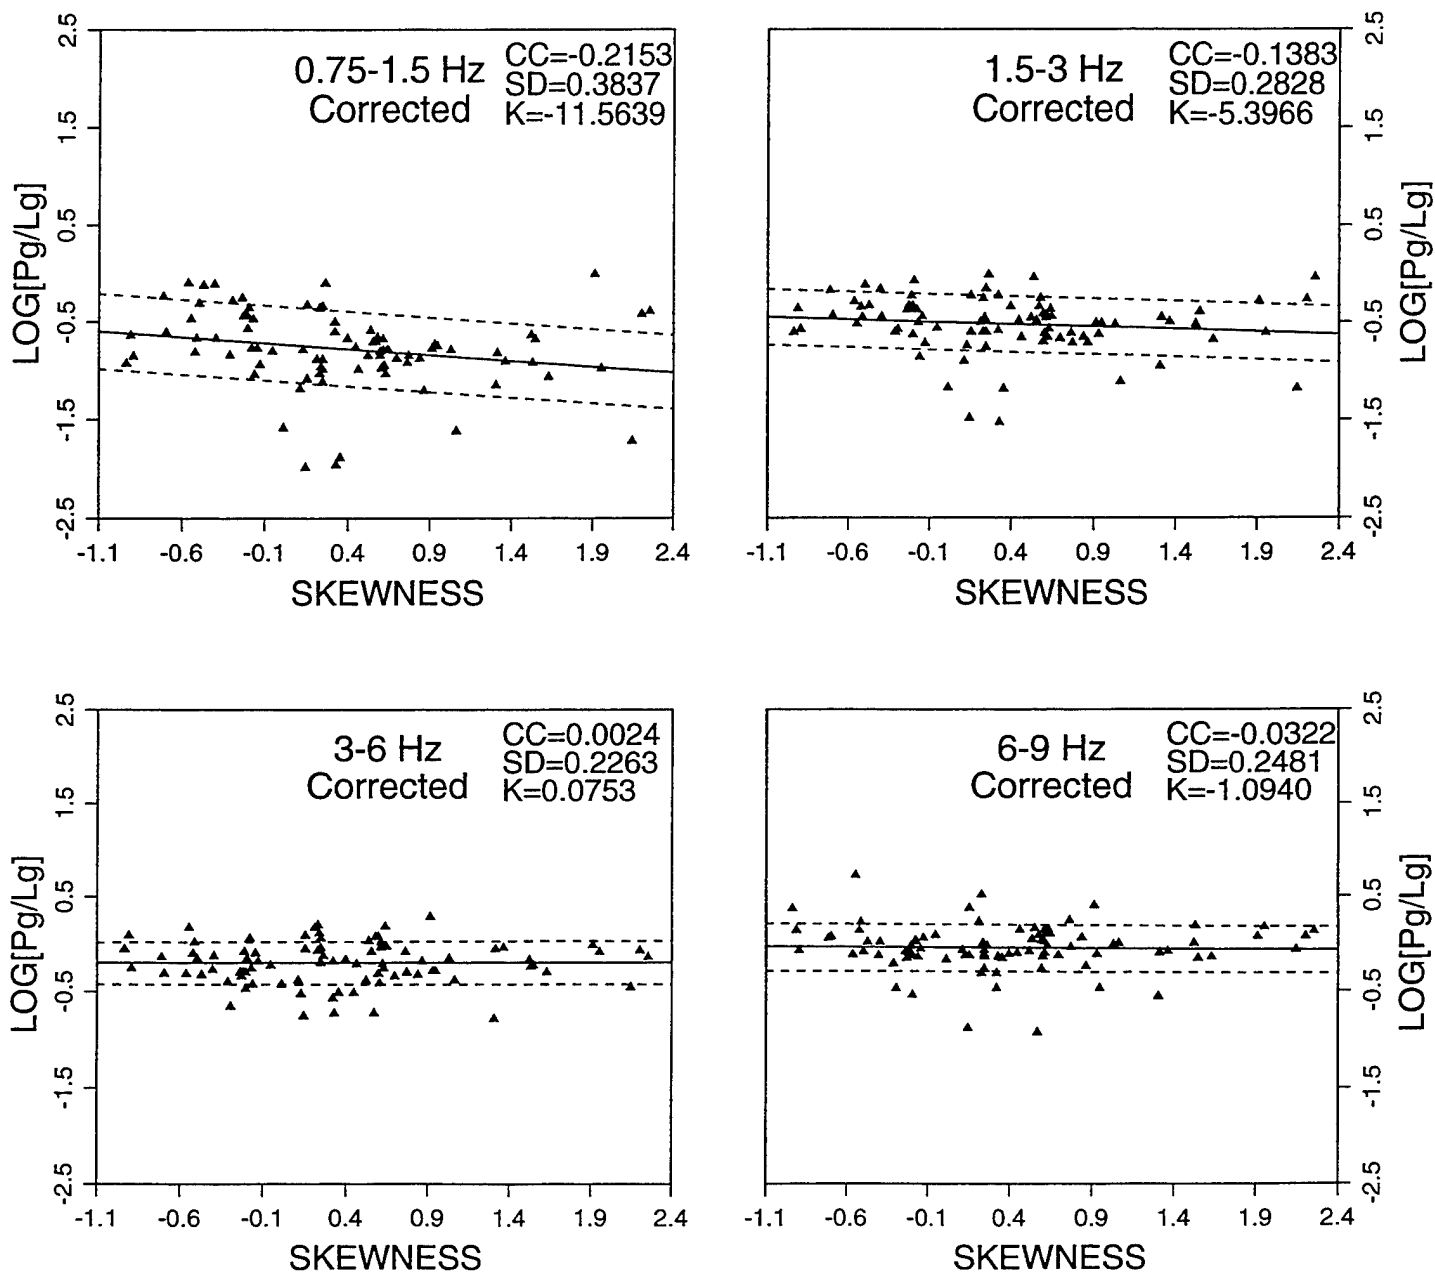 0.75-1.5 Hz
Corrected
CC=-0.2153
SD=0.3837
K=-11.5639
LOG[Pg/Lg]
2.5
1.5
0.5
-0.5
-1.5
-2.5
-1.1 -0.6 -0.1 0.4 0.9 1.4 1.9 2.4
SKEWNESS
1.5-3 Hz
Corrected
CC=-0.1383
SD=0.2828
K=-5.3966
2.5
1.5
0.5
-0.5
-1.5
-2.5
LOG[Pg/Lg]
-1.1 -0.6 -0.1 0.4 0.9 1.4 1.9 2.4
SKEWNESS
3-6 Hz
Corrected
CC=0.0024
SD=0.2263
K=0.0753
LOG[Pg/Lg]
2.5
1.5
0.5
-0.5
-1.5
-2.5
-1.1 -0.6 -0.1 0.4 0.9 1.4 1.9 2.4
SKEWNESS
6-9 Hz
Corrected
CC=-0.0322
SD=0.2481
K=-1.0940
2.5
1.5
0.5
-0.5
-1.5
-2.5
LOG[Pg/Lg]
-1.1 -0.6 -0.1 0.4 0.9 1.4 1.9 2.4
SKEWNESS